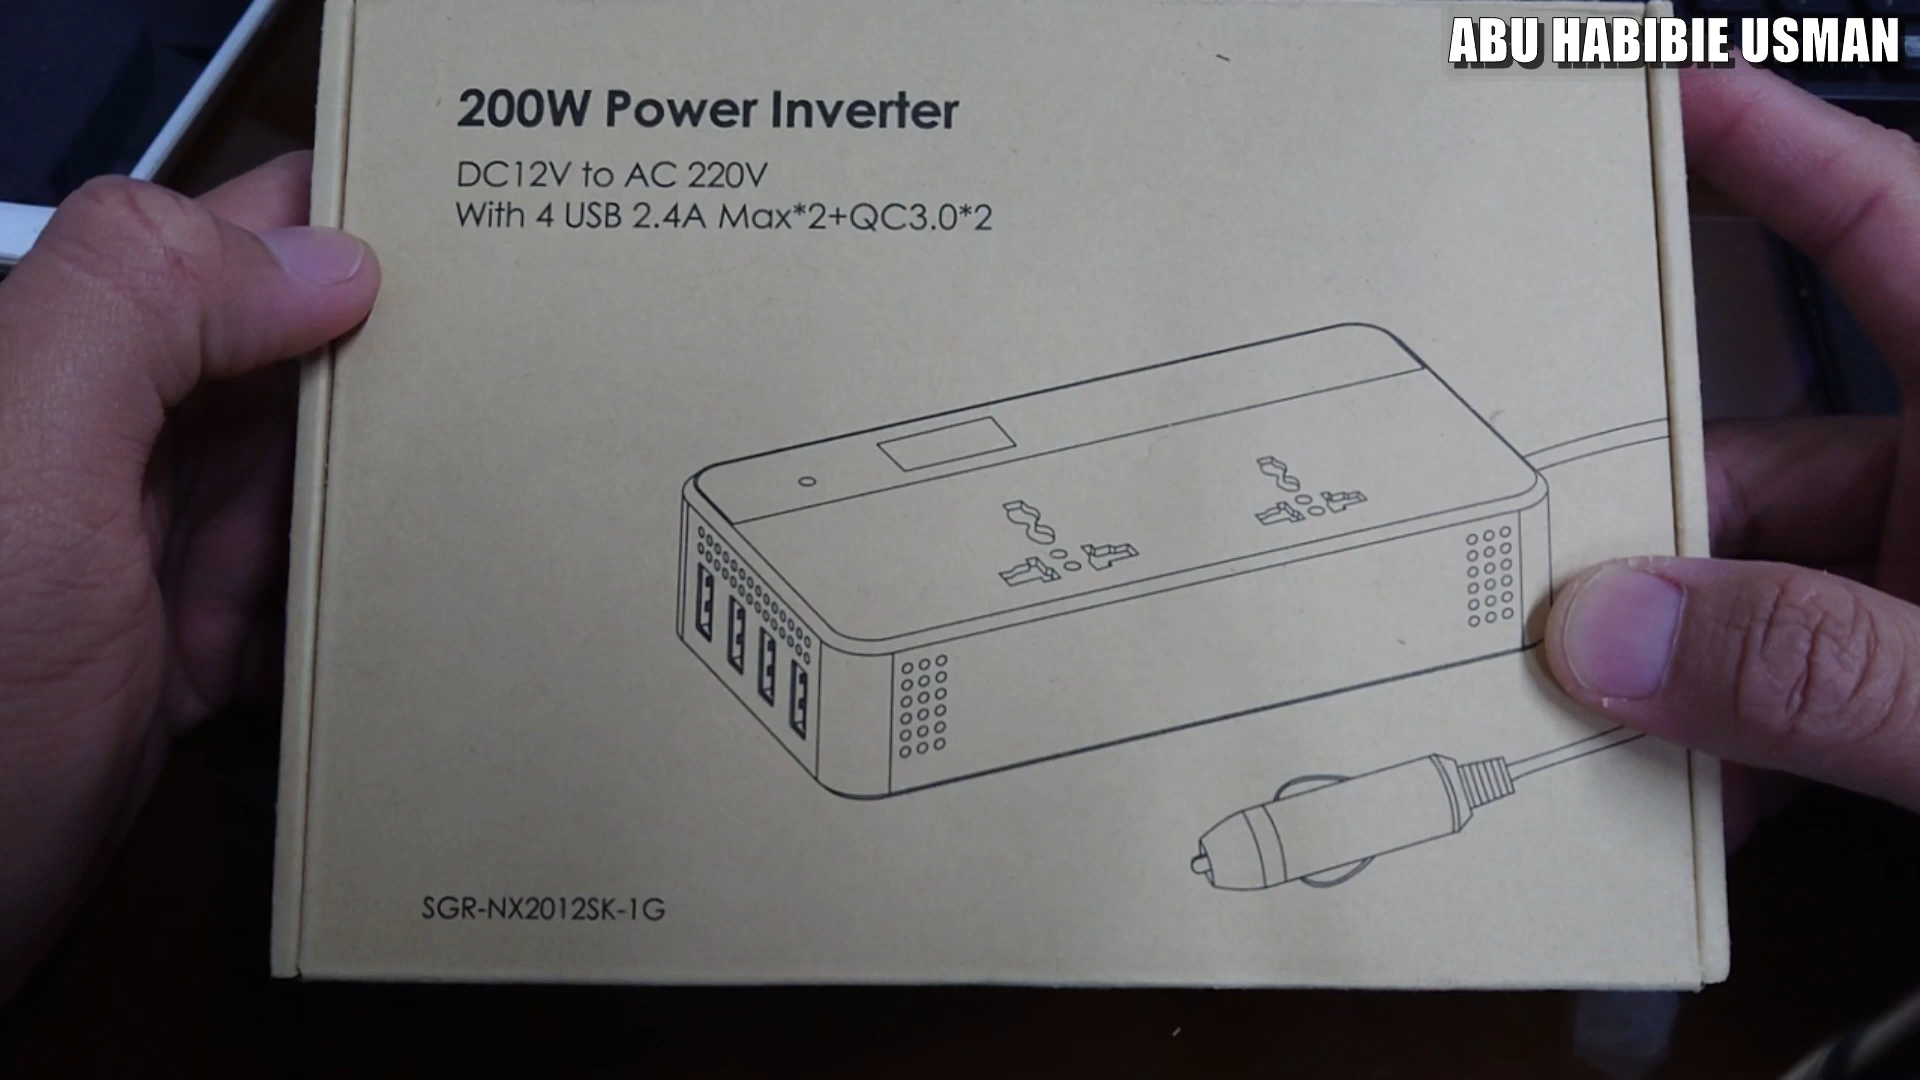 ABU HABIBIE USMAN
200W Power Inverter
DC12V to AC 220V
With 4 USB 2.4A Max*2+QC3.0*2
SGR-NX2012SK-1G